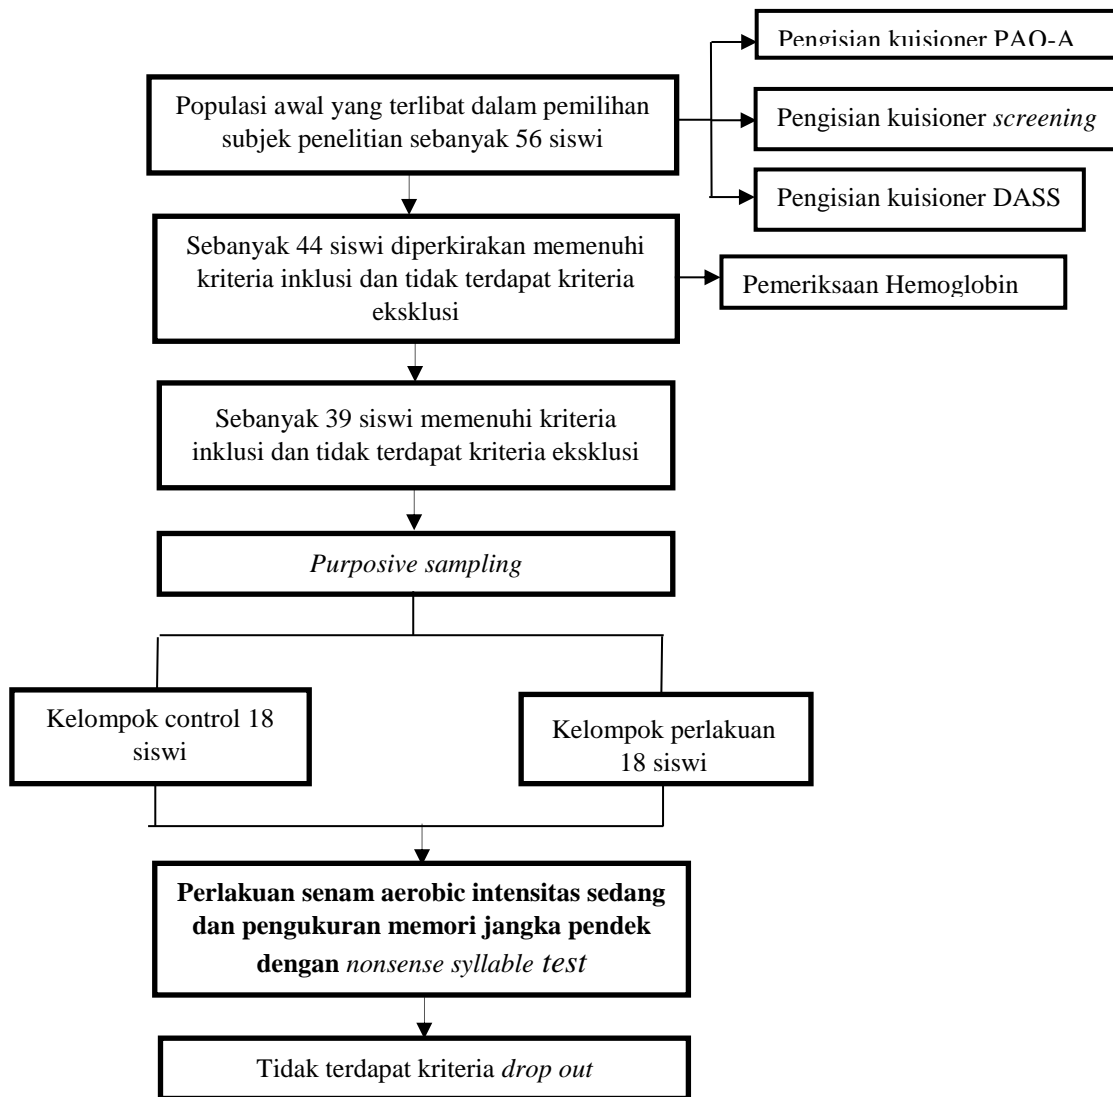 Pengisian kuisioner PAQ-A
Populasi awal yang terlibat dalam pemilihan
subjek penelitian sebanyak 56 siswi
Pengisian kuisioner screening
Pengisian kuisioner DASS
Sebanyak 44 siswi diperkirakan memenuhi
kriteria inklusi dan tidak terdapat kriteria
eksklusi
Pemeriksaan Hemoglobin
Sebanyak 39 siswi memenuhi kriteria
inklusi dan tidak terdapat kriteria eksklusi
Purposive sampling
Kelompok control 18
siswi
Kelompok perlakuan
18 siswi
Perlakuan senam aerobic intensitas sedang
dan pengukuran memori jangka pendek
dengan nonsense syllable test
Tidak terdapat kriteria drop out